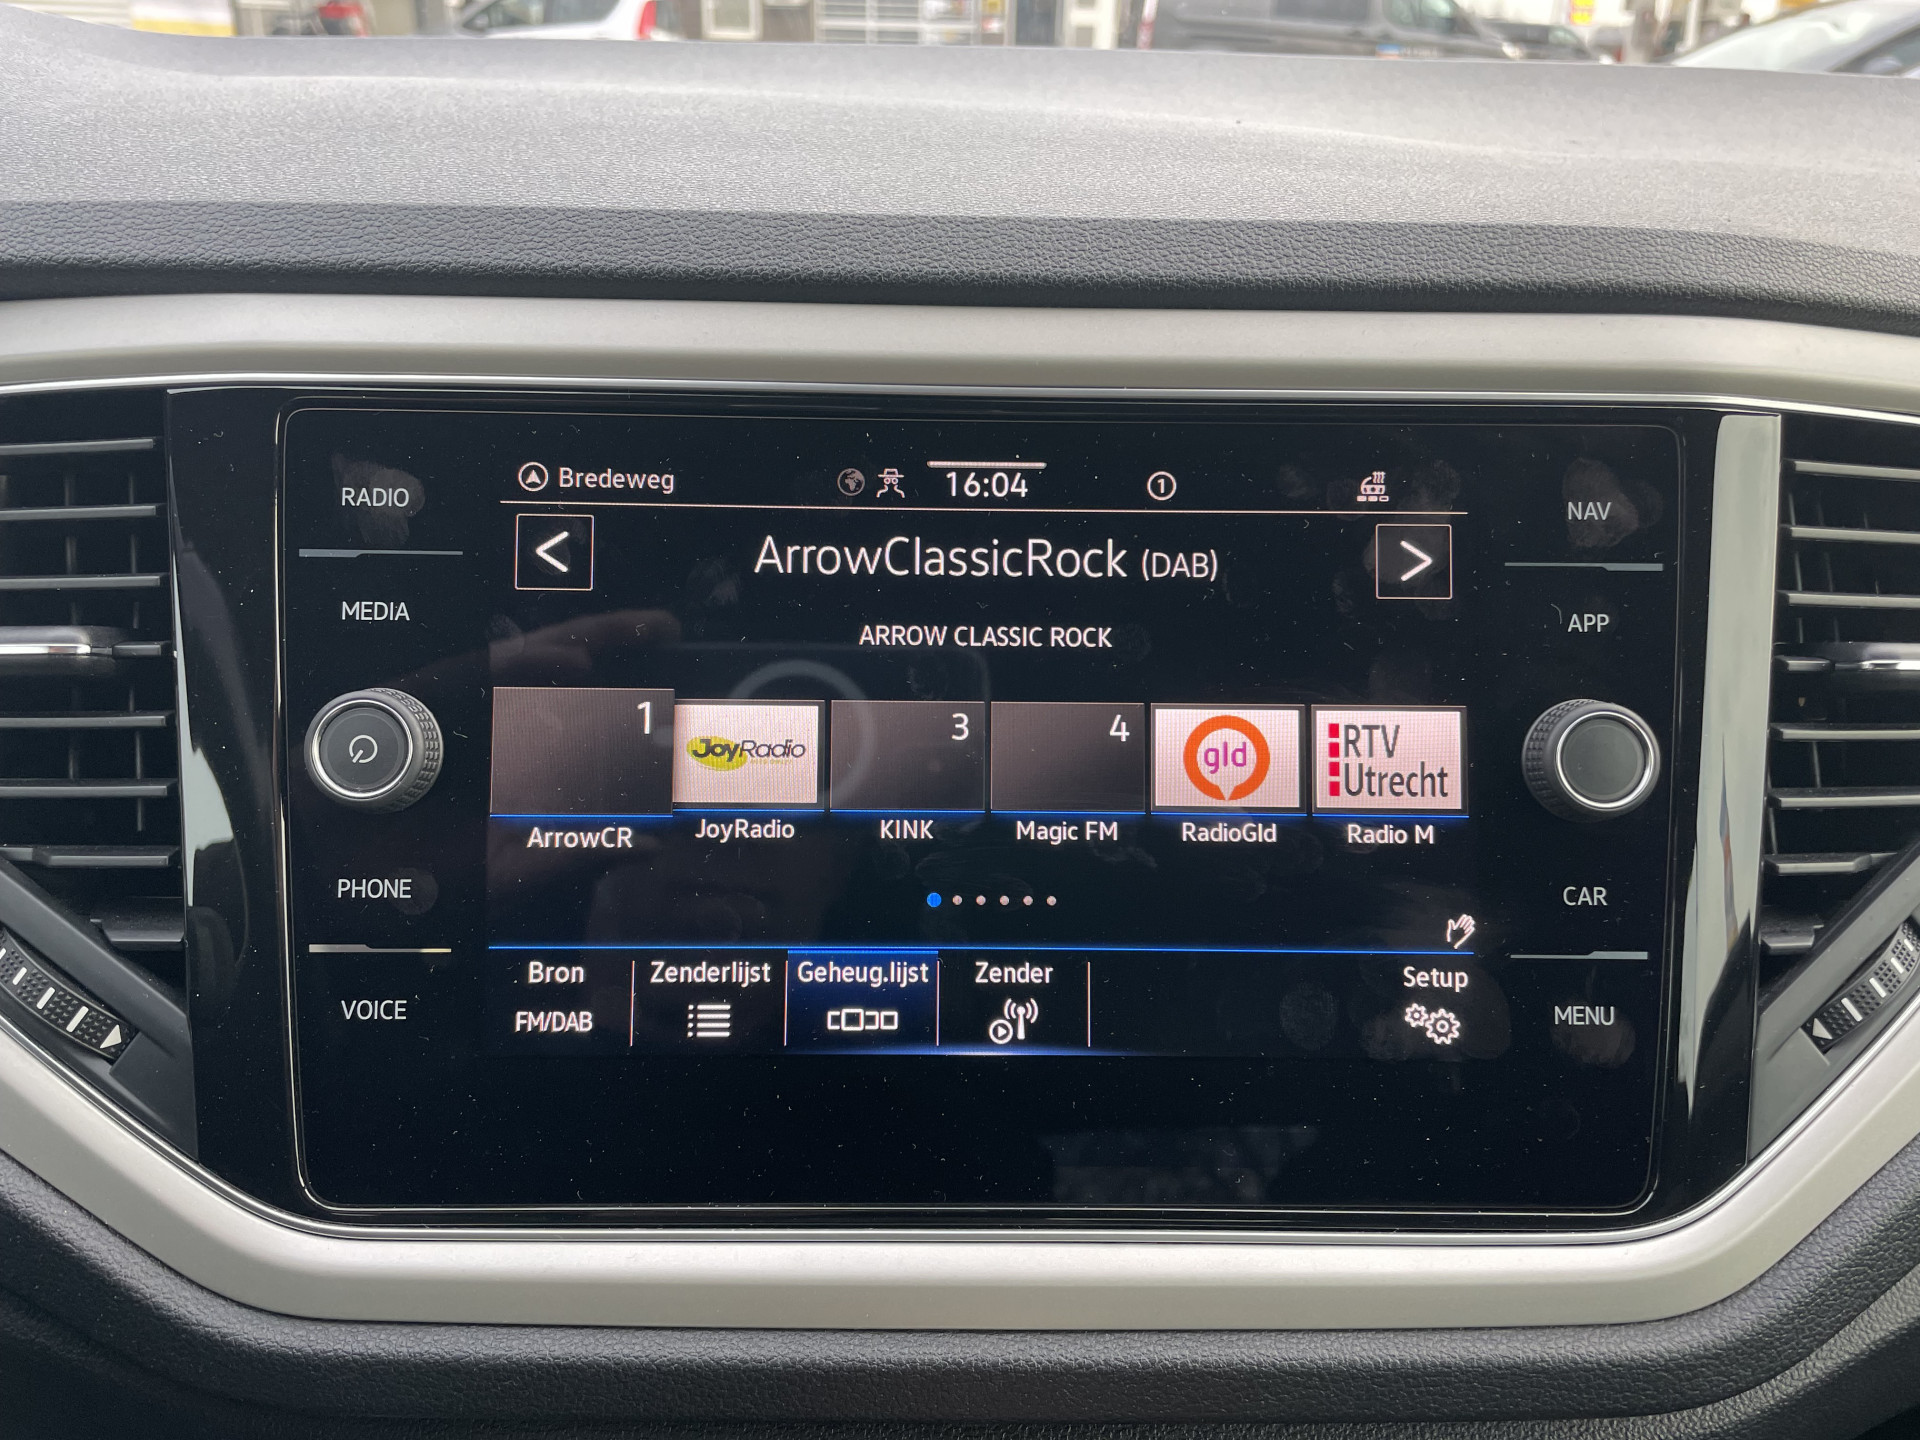 Bredeweg 16:04 1
RADIO
NAV
< ArrowClassicRock (DAB) >
MEDIA
APP
ARROW CLASSIC ROCK
1 JoyRadio 3 4 gld RTV
Utrecht
ArrowCR JoyRadio KINK Magic FM RadioGld Radio M
PHONE
CAR
Bron Zenderlijst Geheug.lijst Zender Setup
FM/DAB
VOICE
MENU